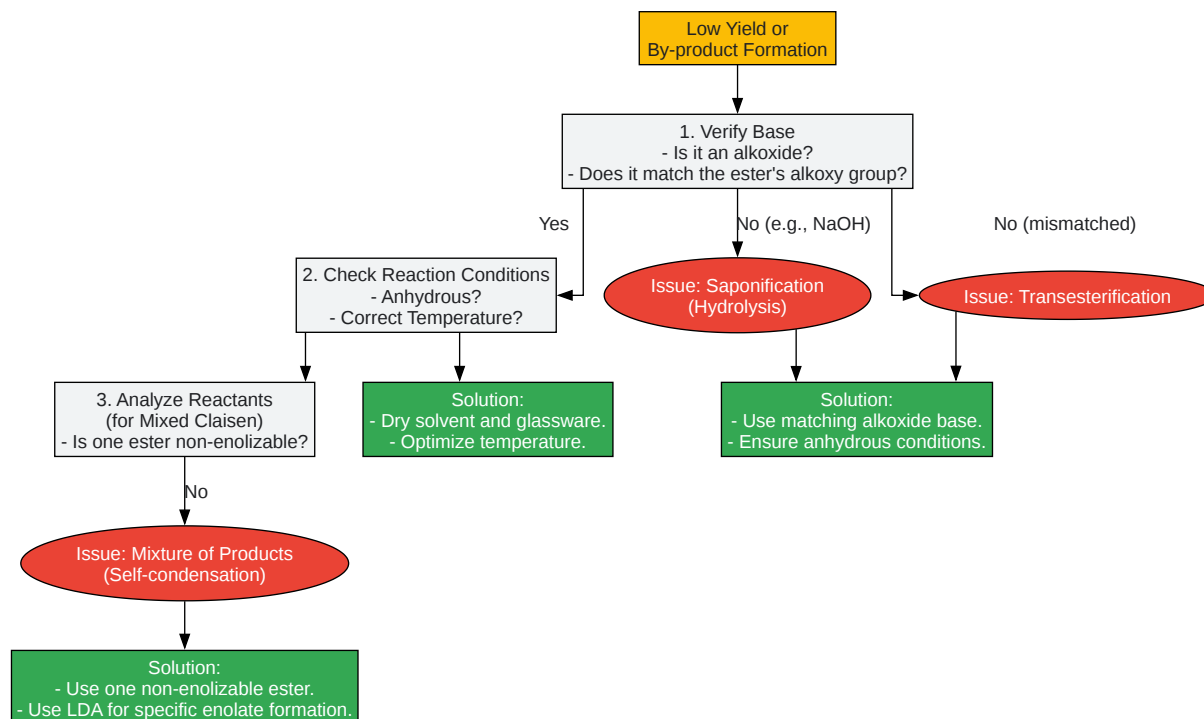 Low Yield or
By-product Formation
1. Verify Base
- Is it an alkoxide?
- Does it match the ester's alkoxy group?
Yes
No (e.g., NaOH)
No (mismatched)
2. Check Reaction Conditions
- Anhydrous?
- Correct Temperature?
Issue: Saponification
(Hydrolysis)
Issue: Transesterification
3. Analyze Reactants
(for Mixed Claisen)
- Is one ester non-enolizable?
Solution:
- Dry solvent and glassware.
- Optimize temperature.
Solution:
- Use matching alkoxide base.
- Ensure anhydrous conditions.
No
Issue: Mixture of Products
(Self-condensation)
Solution:
- Use one non-enolizable ester.
- Use LDA for specific enolate formation.